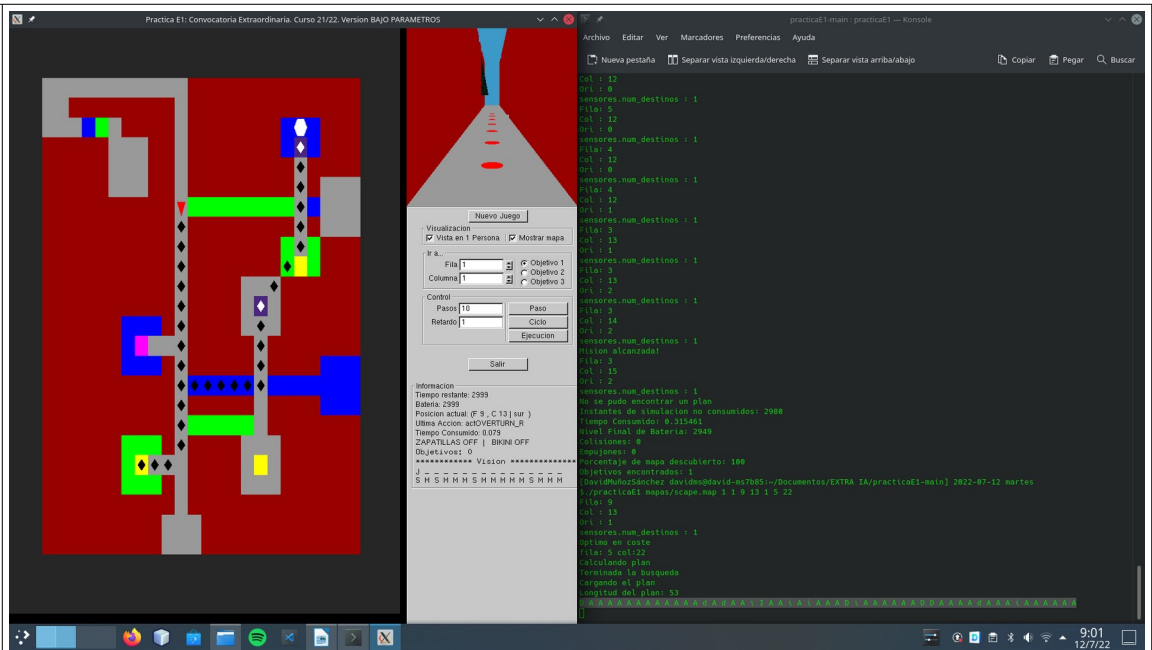 Practica E1: Convocatoria Extraordinaria. Curso 21/22. Version BAJO PARAMETROS
Nuevo Juego
Visualizacion
Vista en 1 Persona
Mostrar mapa
Ir a...
Fila 1
Columna 1
Objetivo 1
Objetivo 2
Objetivo 3
Control
Pasos 10
Paso
Retardo 1
Ciclo
Ejecucion
Salir
Informacion
Tiempo restante: 2999
Bateria: 2999
Posicion actual: (F 9 , C 13 | sur )
Ultima Accion: actOVERTURN_R
Tiempo Consumido: 0.079
ZAPATILLAS OFF | BIKINI OFF
Objetivos: 0
************ Vision **************
J _ _ _ _ _ _ _ _ _ _ _ _ _ _ _
S M S M M S M M M M M S M M M
practicaE1-main : practicaE1 — Konsole
Archivo Editar Ver Marcadores Preferencias Ayuda
Nueva pestaña Separar vista izquierda/derecha Separar vista arriba/abajo Copiar Pegar Buscar
Col : 12
Ori : 0
sensores.num_destinos : 1
Fila: 5
Col : 12
Ori : 0
sensores.num_destinos : 1
Fila: 4
Col : 12
Ori : 0
sensores.num_destinos : 1
Fila: 4
Col : 12
Ori : 1
sensores.num_destinos : 1
Fila: 3
Col : 13
Ori : 1
sensores.num_destinos : 1
Fila: 3
Col : 13
Ori : 2
sensores.num_destinos : 1
Fila: 3
Col : 14
Ori : 2
sensores.num_destinos : 1
Mision alcanzada!
Fila: 3
Col : 15
Ori : 2
sensores.num_destinos : 1
No se pudo encontrar un plan
Instantes de simulacion no consumidos: 2980
Tiempo Consumido: 0.315461
Nivel Final de Bateria: 2949
Colisiones: 0
Empujones: 0
Porcentaje de mapa descubierto: 100
Objetivos encontrados: 1
[DavidMuñozSánchez davidms@david-ms7b85:~/Documentos/EXTRA IA/practicaE1-main] 2022-07-12 martes
$./practicaE1 mapas/scape.map 1 1 9 13 1 5 22
Fila: 9
Col : 13
Ori : 1
sensores.num_destinos : 1
Optimo en coste
fila: 5 col:22
Calculando plan
Terminada la busqueda
Cargando el plan
Longitud del plan: 53
9:01
12/7/22